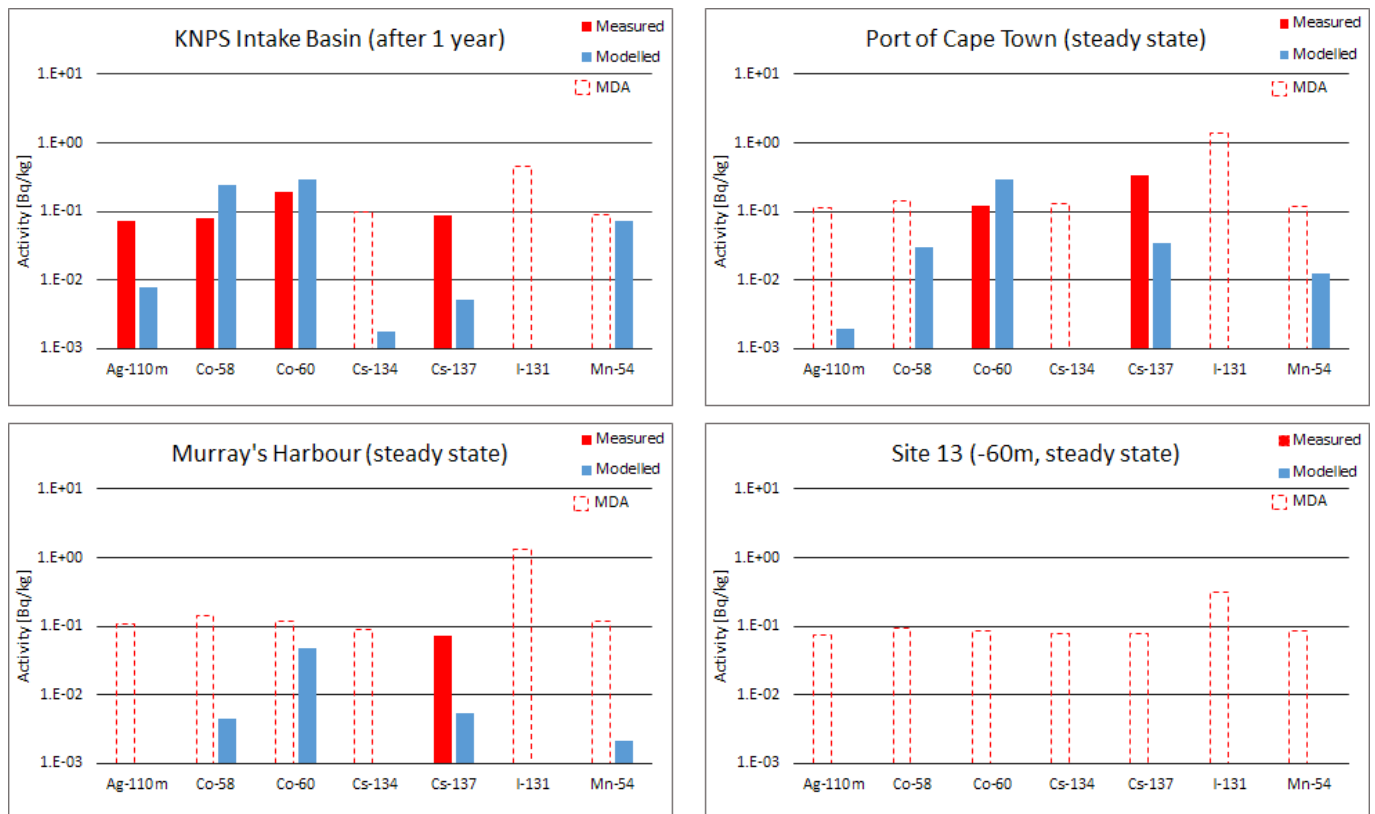 KNPS Intake Basin (after 1 year)
Measured
Modelled
MDA
Activity [Bq/kg]
1.E+01
1.E+00
1.E-01
1.E-02
1.E-03
Ag-110m Co-58 Co-60 Cs-134 Cs-137 I-131 Mn-54
Port of Cape Town (steady state)
Measured
Modelled
MDA
Activity [Bq/kg]
1.E+01
1.E+00
1.E-01
1.E-02
1.E-03
Ag-110m Co-58 Co-60 Cs-134 Cs-137 I-131 Mn-54
Murray's Harbour (steady state)
Measured
Modelled
MDA
Activity [Bq/kg]
1.E+01
1.E+00
1.E-01
1.E-02
1.E-03
Ag-110m Co-58 Co-60 Cs-134 Cs-137 I-131 Mn-54
Site 13 (-60m, steady state)
Measured
Modelled
MDA
Activity [Bq/kg]
1.E+01
1.E+00
1.E-01
1.E-02
1.E-03
Ag-110m Co-58 Co-60 Cs-134 Cs-137 I-131 Mn-54